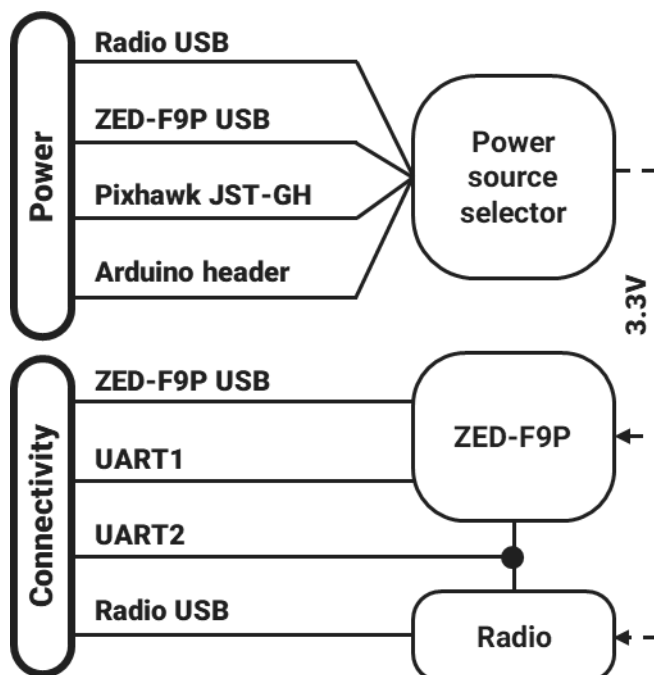 Radio USB
ZED-F9P USB
Pixhawk JST-GH
Arduino header
Power
Power
source
selector
3.3V
ZED-F9P USB
UART1
UART2
Radio USB
Connectivity
ZED-F9P
Radio